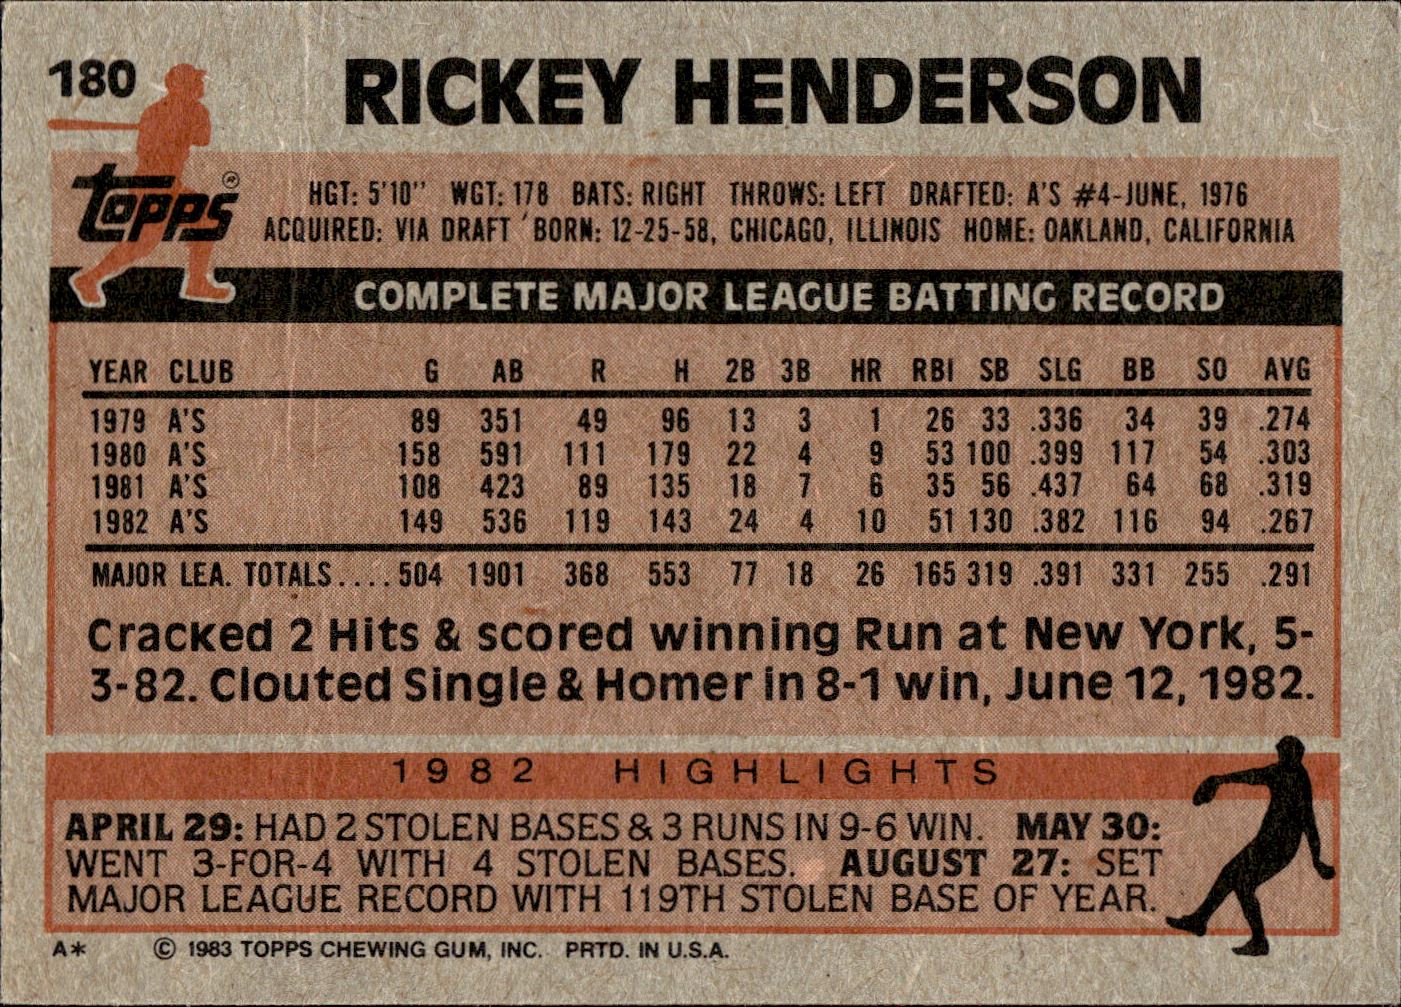 180
RICKEY HENDERSON
topps ®
HGT: 5'10" WGT: 178 BATS: RIGHT THROWS: LEFT DRAFTED: A'S #4-JUNE, 1976
ACQUIRED: VIA DRAFT BORN: 12-25-58, CHICAGO, ILLINOIS HOME: OAKLAND, CALIFORNIA
COMPLETE MAJOR LEAGUE BATTING RECORD
YEAR CLUB G AB R H 2B 3B HR RBI SB SLG BB SO AVG
1979 A'S 89 351 49 96 13 3 1 26 33 .336 34 39 .274
1980 A'S 158 591 111 179 22 4 9 53 100 .399 117 54 .303
1981 A'S 108 423 89 135 18 7 6 35 56 .437 64 68 .319
1982 A'S 149 536 119 143 24 4 10 51 130 .382 116 94 .267
MAJOR LEA. TOTALS.... 504 1901 368 553 77 18 26 165 319 .391 331 255 .291
Cracked 2 Hits & scored winning Run at New York, 5-
3-82. Clouted Single & Homer in 8-1 win, June 12, 1982.
1982 HIGHLIGHTS
APRIL 29: HAD 2 STOLEN BASES & 3 RUNS IN 9-6 WIN. MAY 30:
WENT 3-FOR-4 WITH 4 STOLEN BASES. AUGUST 27: SET
MAJOR LEAGUE RECORD WITH 119TH STOLEN BASE OF YEAR.
A* © 1983 TOPPS CHEWING GUM, INC. PRTD. IN U.S.A.